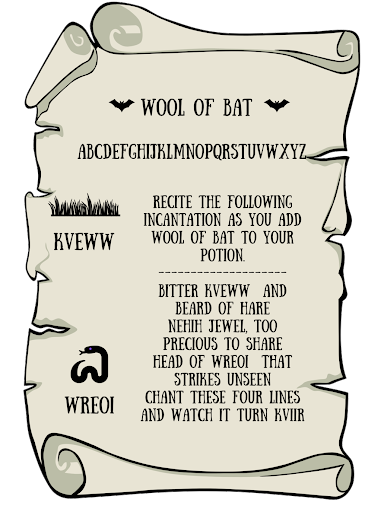 WOOL OF BAT
ABCDEFGHIJKLMNOPQRSTUVWXYZ
KVEWW
RECITE THE FOLLOWING
INCANTATION AS YOU ADD
WOOL OF BAT TO YOUR
POTION.
--------------------
BITTER KVEWW AND
BEARD OF HARE
NEHIH JEWEL, TOO
PRECIOUS TO SHARE
HEAD OF WREOI THAT
STRIKES UNSEEN
CHANT THESE FOUR LINES
AND WATCH IT TURN KVIIR
WREOI